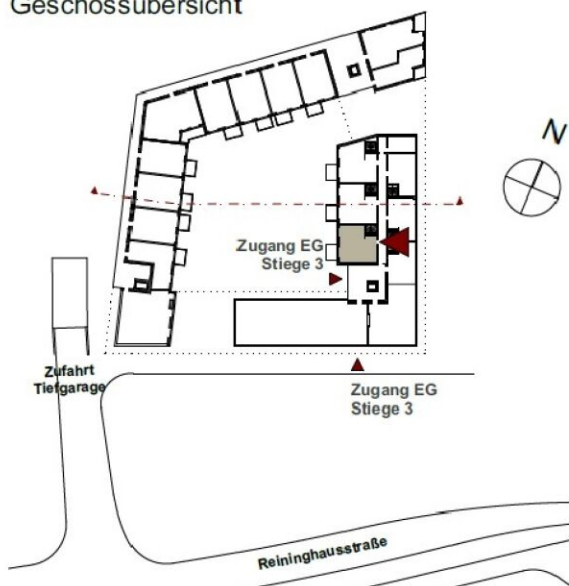 Geschossübersicht
N
Zugang EG
Stiege 3
Zufahrt
Tiefgarage
Zugang EG
Stiege 3
Reininghausstraße